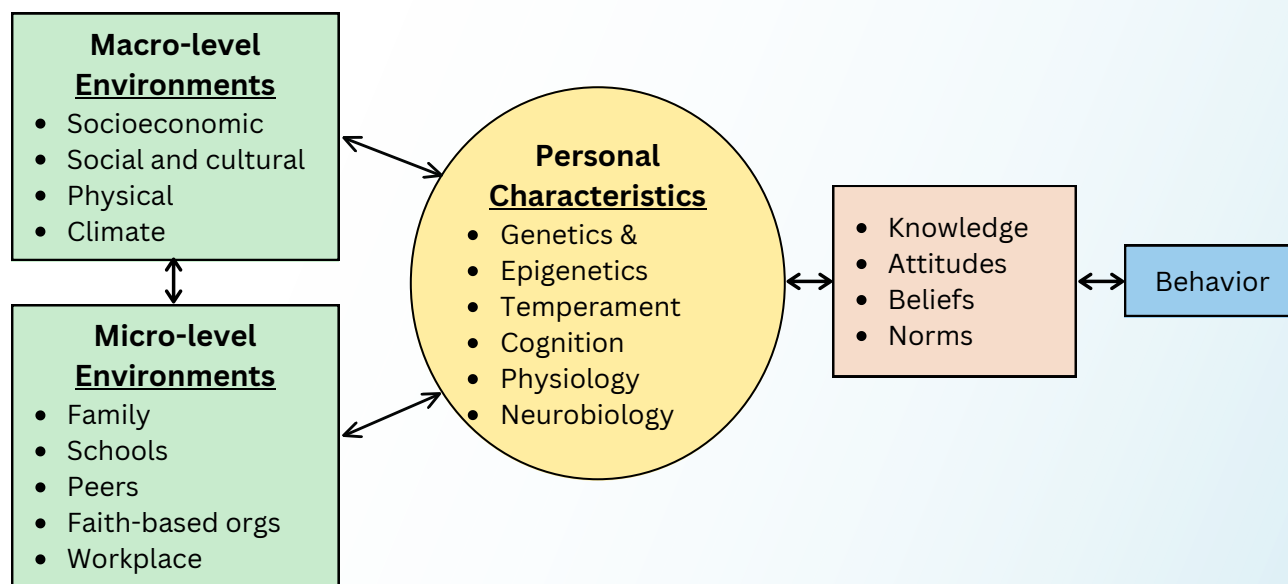 Macro-level
Environments
• Socioeconomic
• Social and cultural
• Physical
• Climate
Micro-level
Environments
• Family
• Schools
• Peers
• Faith-based orgs
• Workplace
Personal
Characteristics
• Genetics &
• Epigenetics
• Temperament
• Cognition
• Physiology
• Neurobiology
• Knowledge
• Attitudes
• Beliefs
• Norms
Behavior